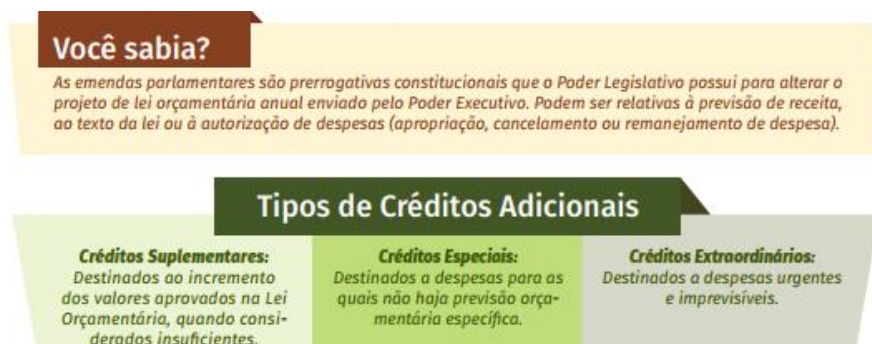 Você sabia?
As emendas parlamentares são prerrogativas constitucionais que o Poder Legislativo possui para alterar o
projeto de lei orçamentária anual enviado pelo Poder Executivo. Podem ser relativas à previsão de receita,
ao texto da lei ou à autorização de despesas (apropriação, cancelamento ou remanejamento de despesa).
Tipos de Créditos Adicionais
Créditos Suplementares:
Destinados ao incremento
dos valores aprovados na Lei
Orçamentária, quando consi-
derados insuficientes.
Créditos Especiais:
Destinados a despesas para as
quais não haja previsão orça-
mentária específica.
Créditos Extraordinários:
Destinados a despesas urgentes
e imprevisíveis.